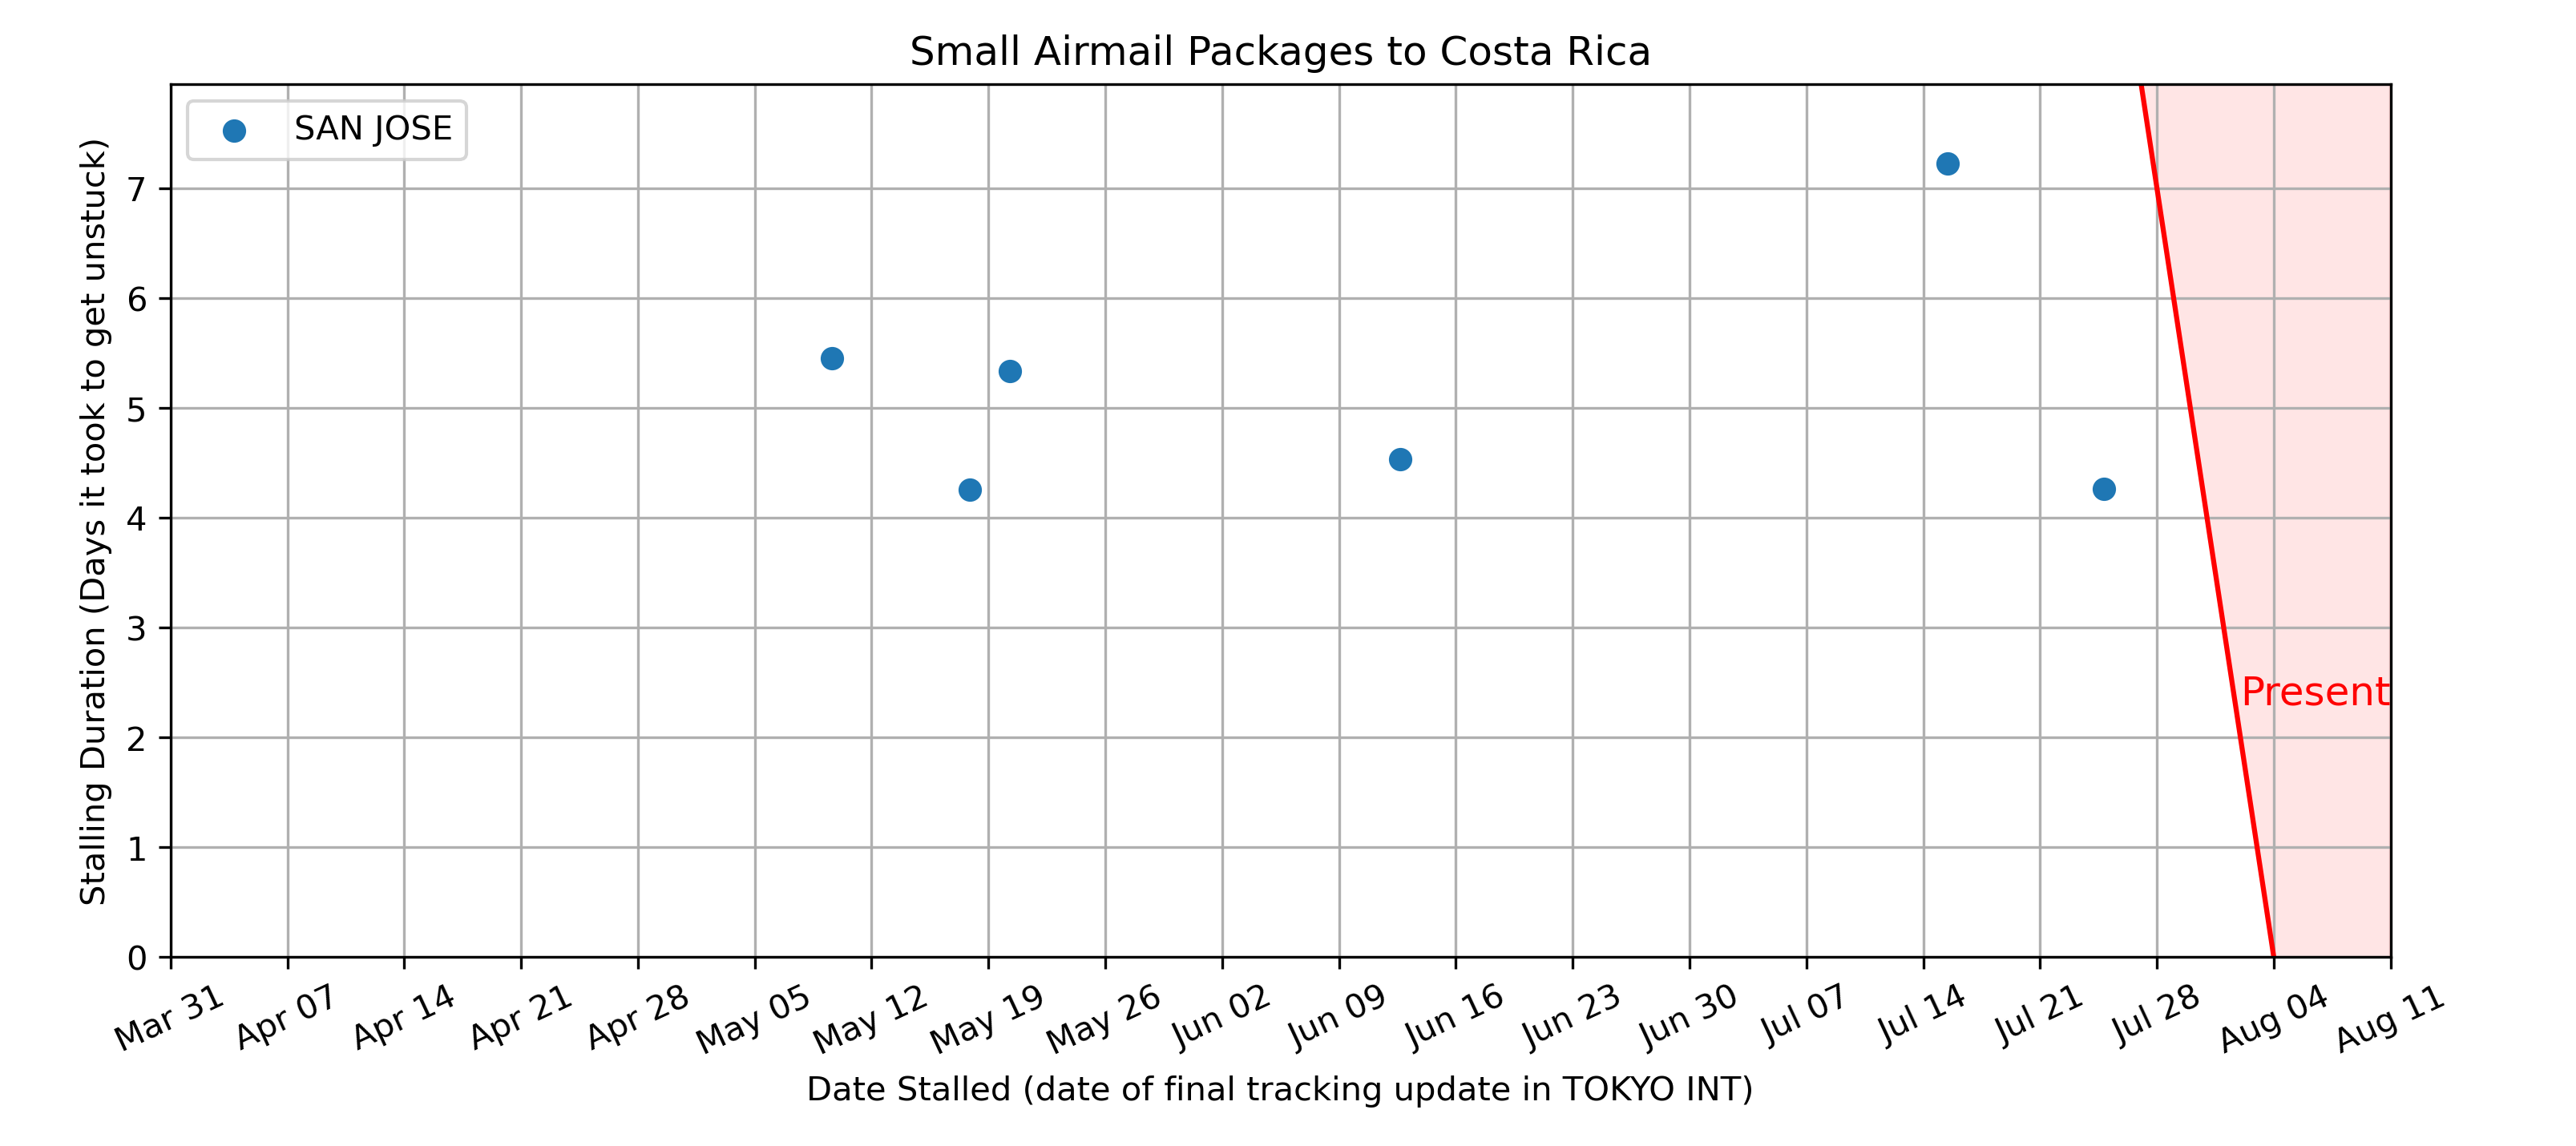 Small Airmail Packages to Costa Rica
SAN JOSE
Stalling Duration (Days it took to get unstuck)
7
6
5
4
3
2
1
0
Present
Mar 31
Apr 07
Apr 14
Apr 21
Apr 28
May 05
May 12
May 19
May 26
Jun 02
Jun 09
Jun 16
Jun 23
Jun 30
Jul 07
Jul 14
Jul 21
Jul 28
Aug 04
Aug 11
Date Stalled (date of final tracking update in TOKYO INT)